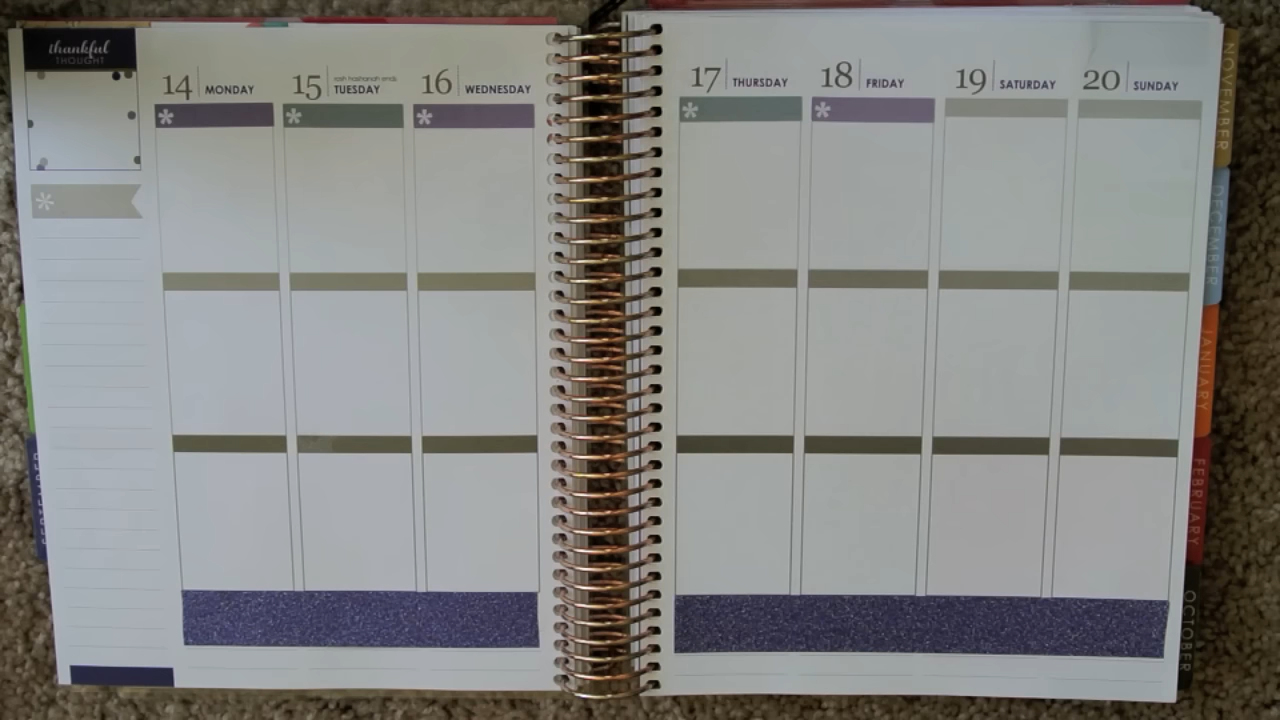 thankful
THOUGHT
14 MONDAY
15 rosh hashanah ends TUESDAY
16 WEDNESDAY
17 THURSDAY
18 FRIDAY
19 SATURDAY
20 SUNDAY
SEPTEMBER
NOVEMBER
DECEMBER
JANUARY
FEBRUARY
OCTOBER